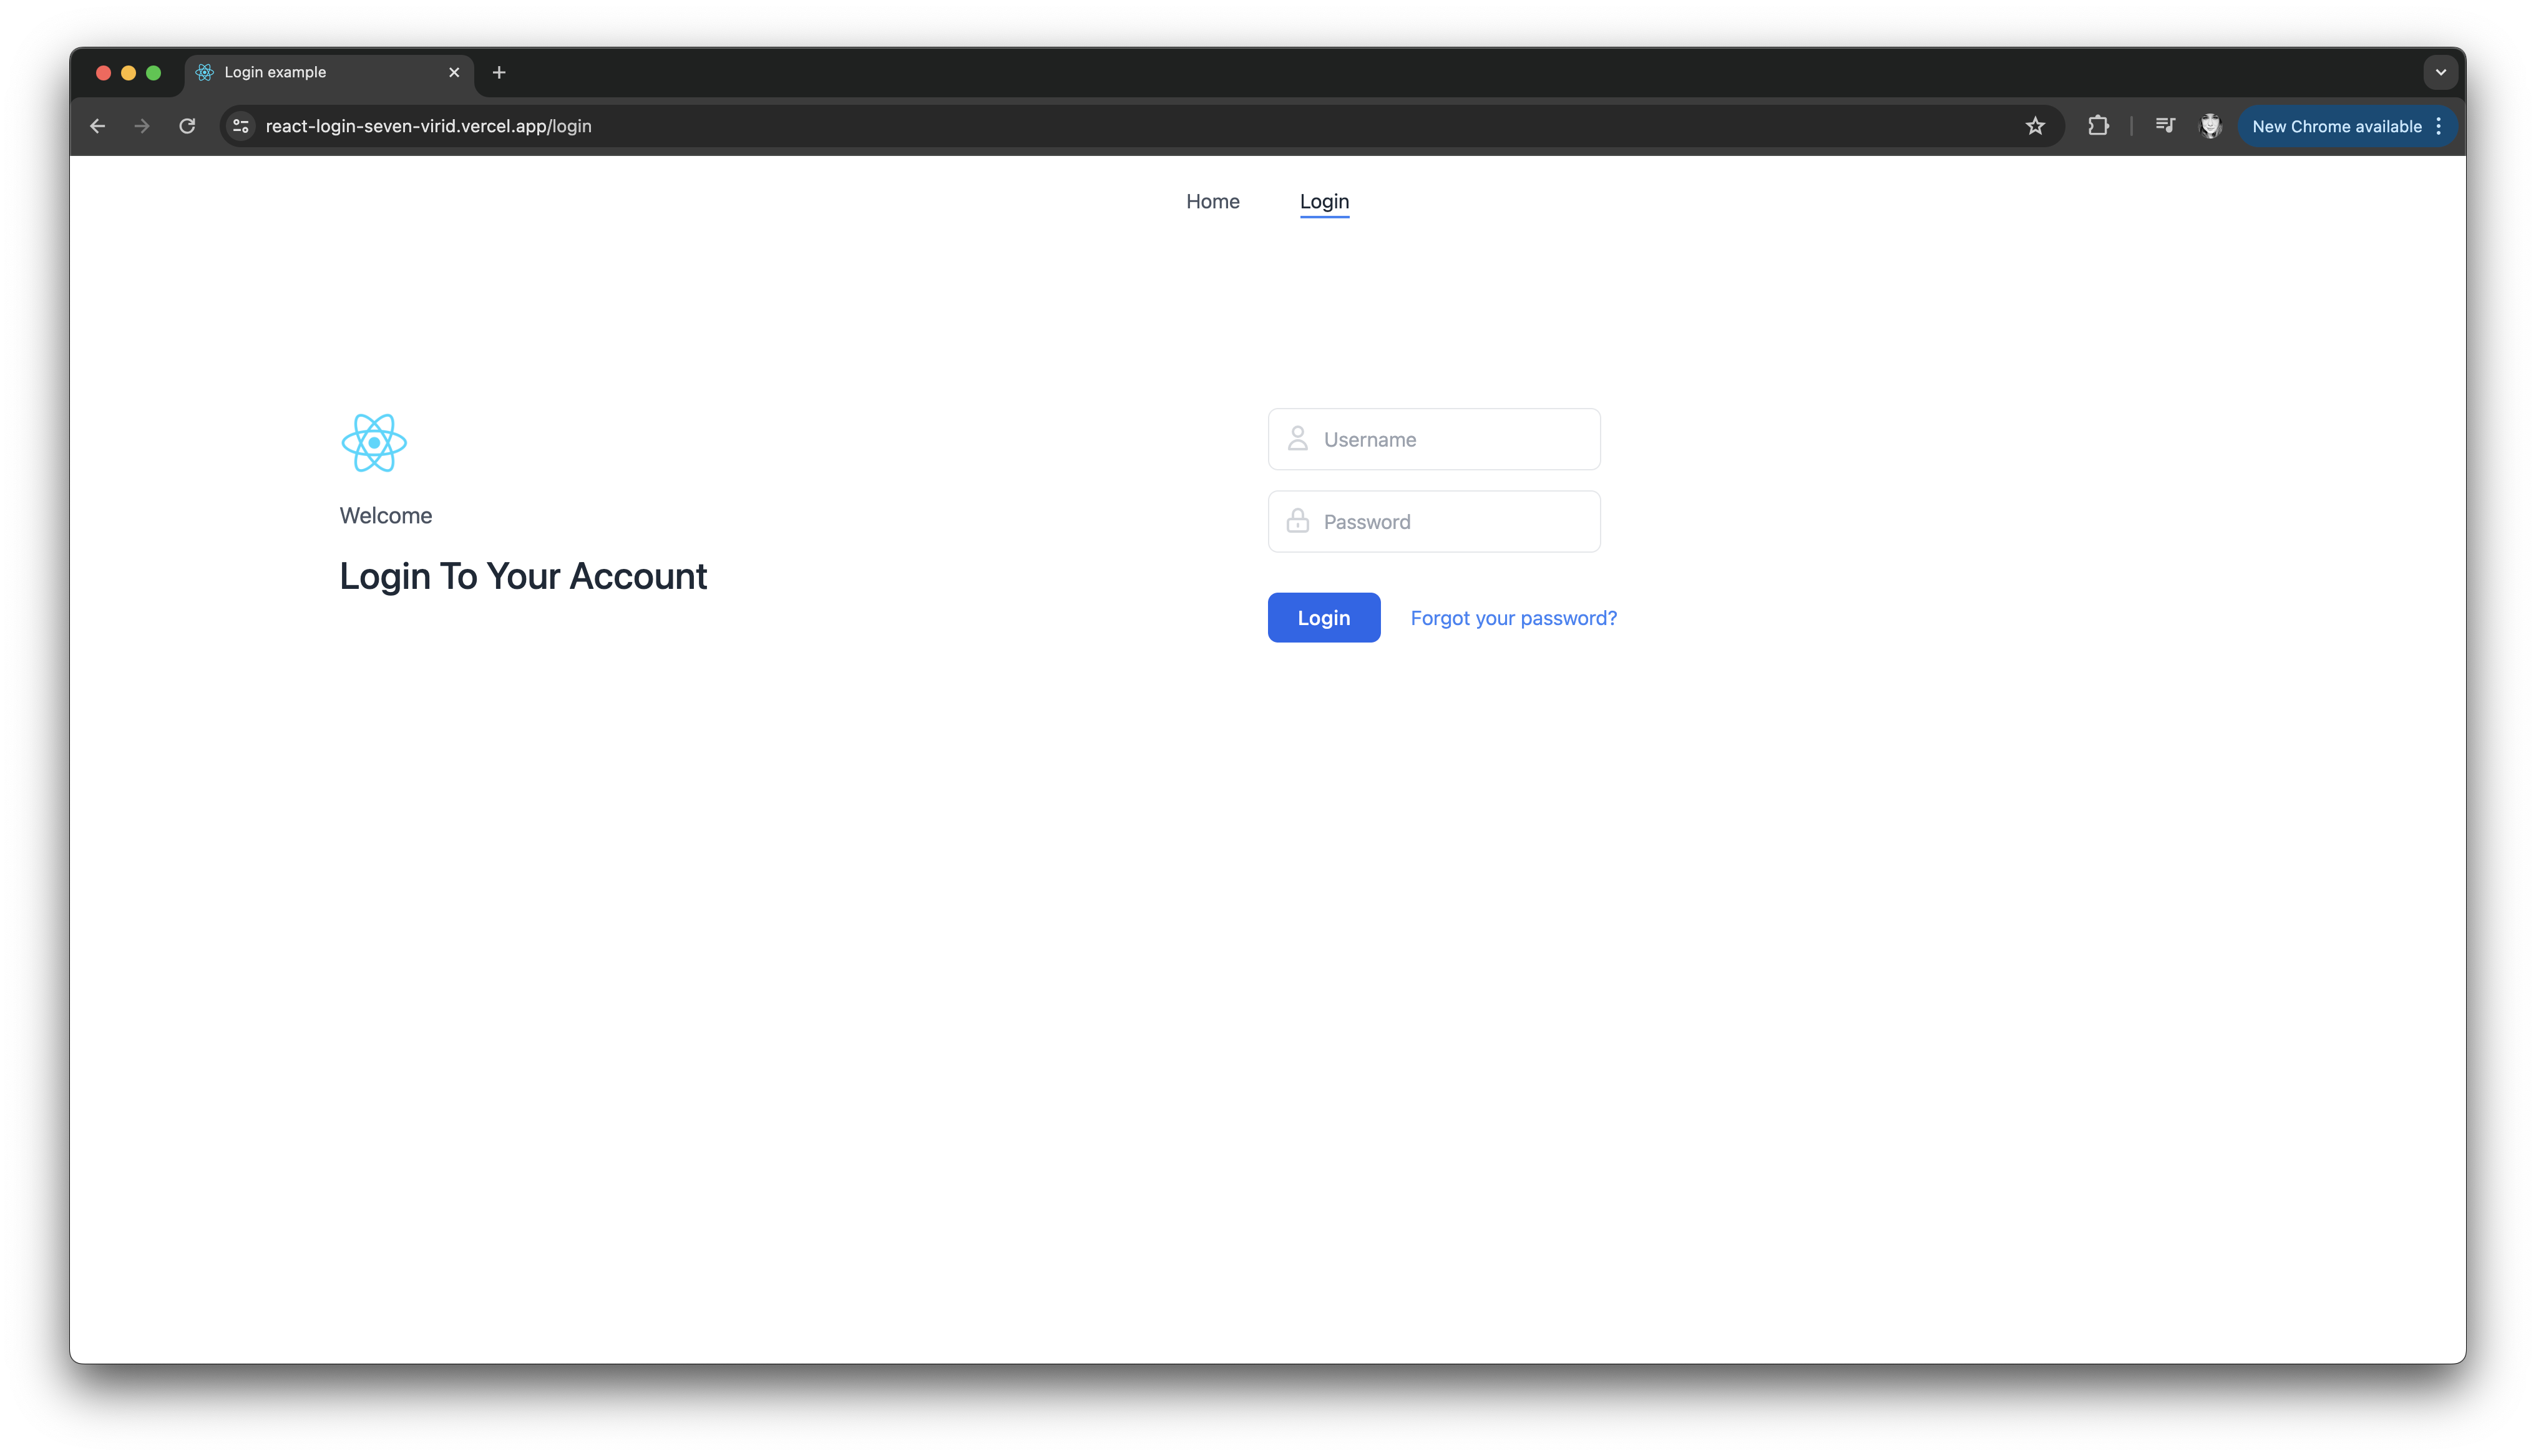 Login example
react-login-seven-virid.vercel.app/login
New Chrome available
Home
Login
Welcome
Login To Your Account
Username
Password
Login
Forgot your password?